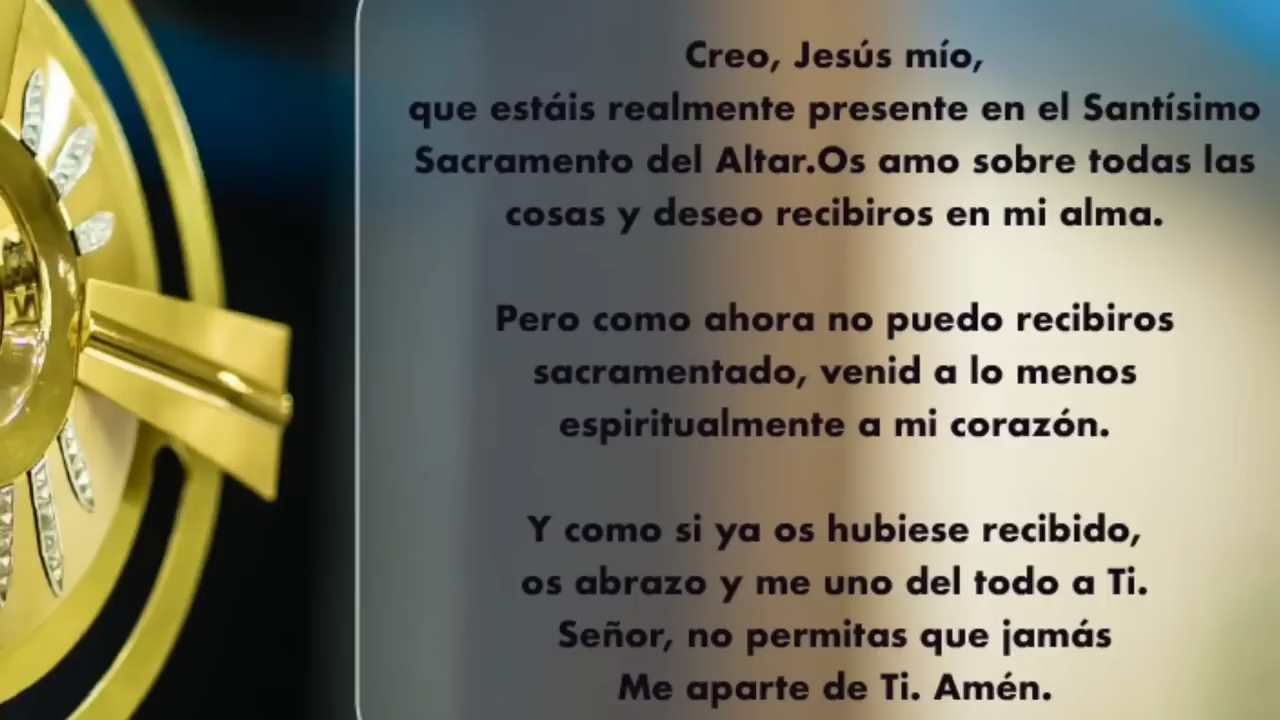 Creo, Jesús mío,
que estáis realmente presente en el Santísimo
Sacramento del Altar.Os amo sobre todas las
cosas y deseo recibiros en mi alma.
Pero como ahora no puedo recibiros
sacramentado, venid a lo menos
espiritualmente a mi corazón.
Y como si ya os hubiese recibido,
os abrazo y me uno del todo a Ti.
Señor, no permitas que jamás
Me aparte de Ti. Amén.